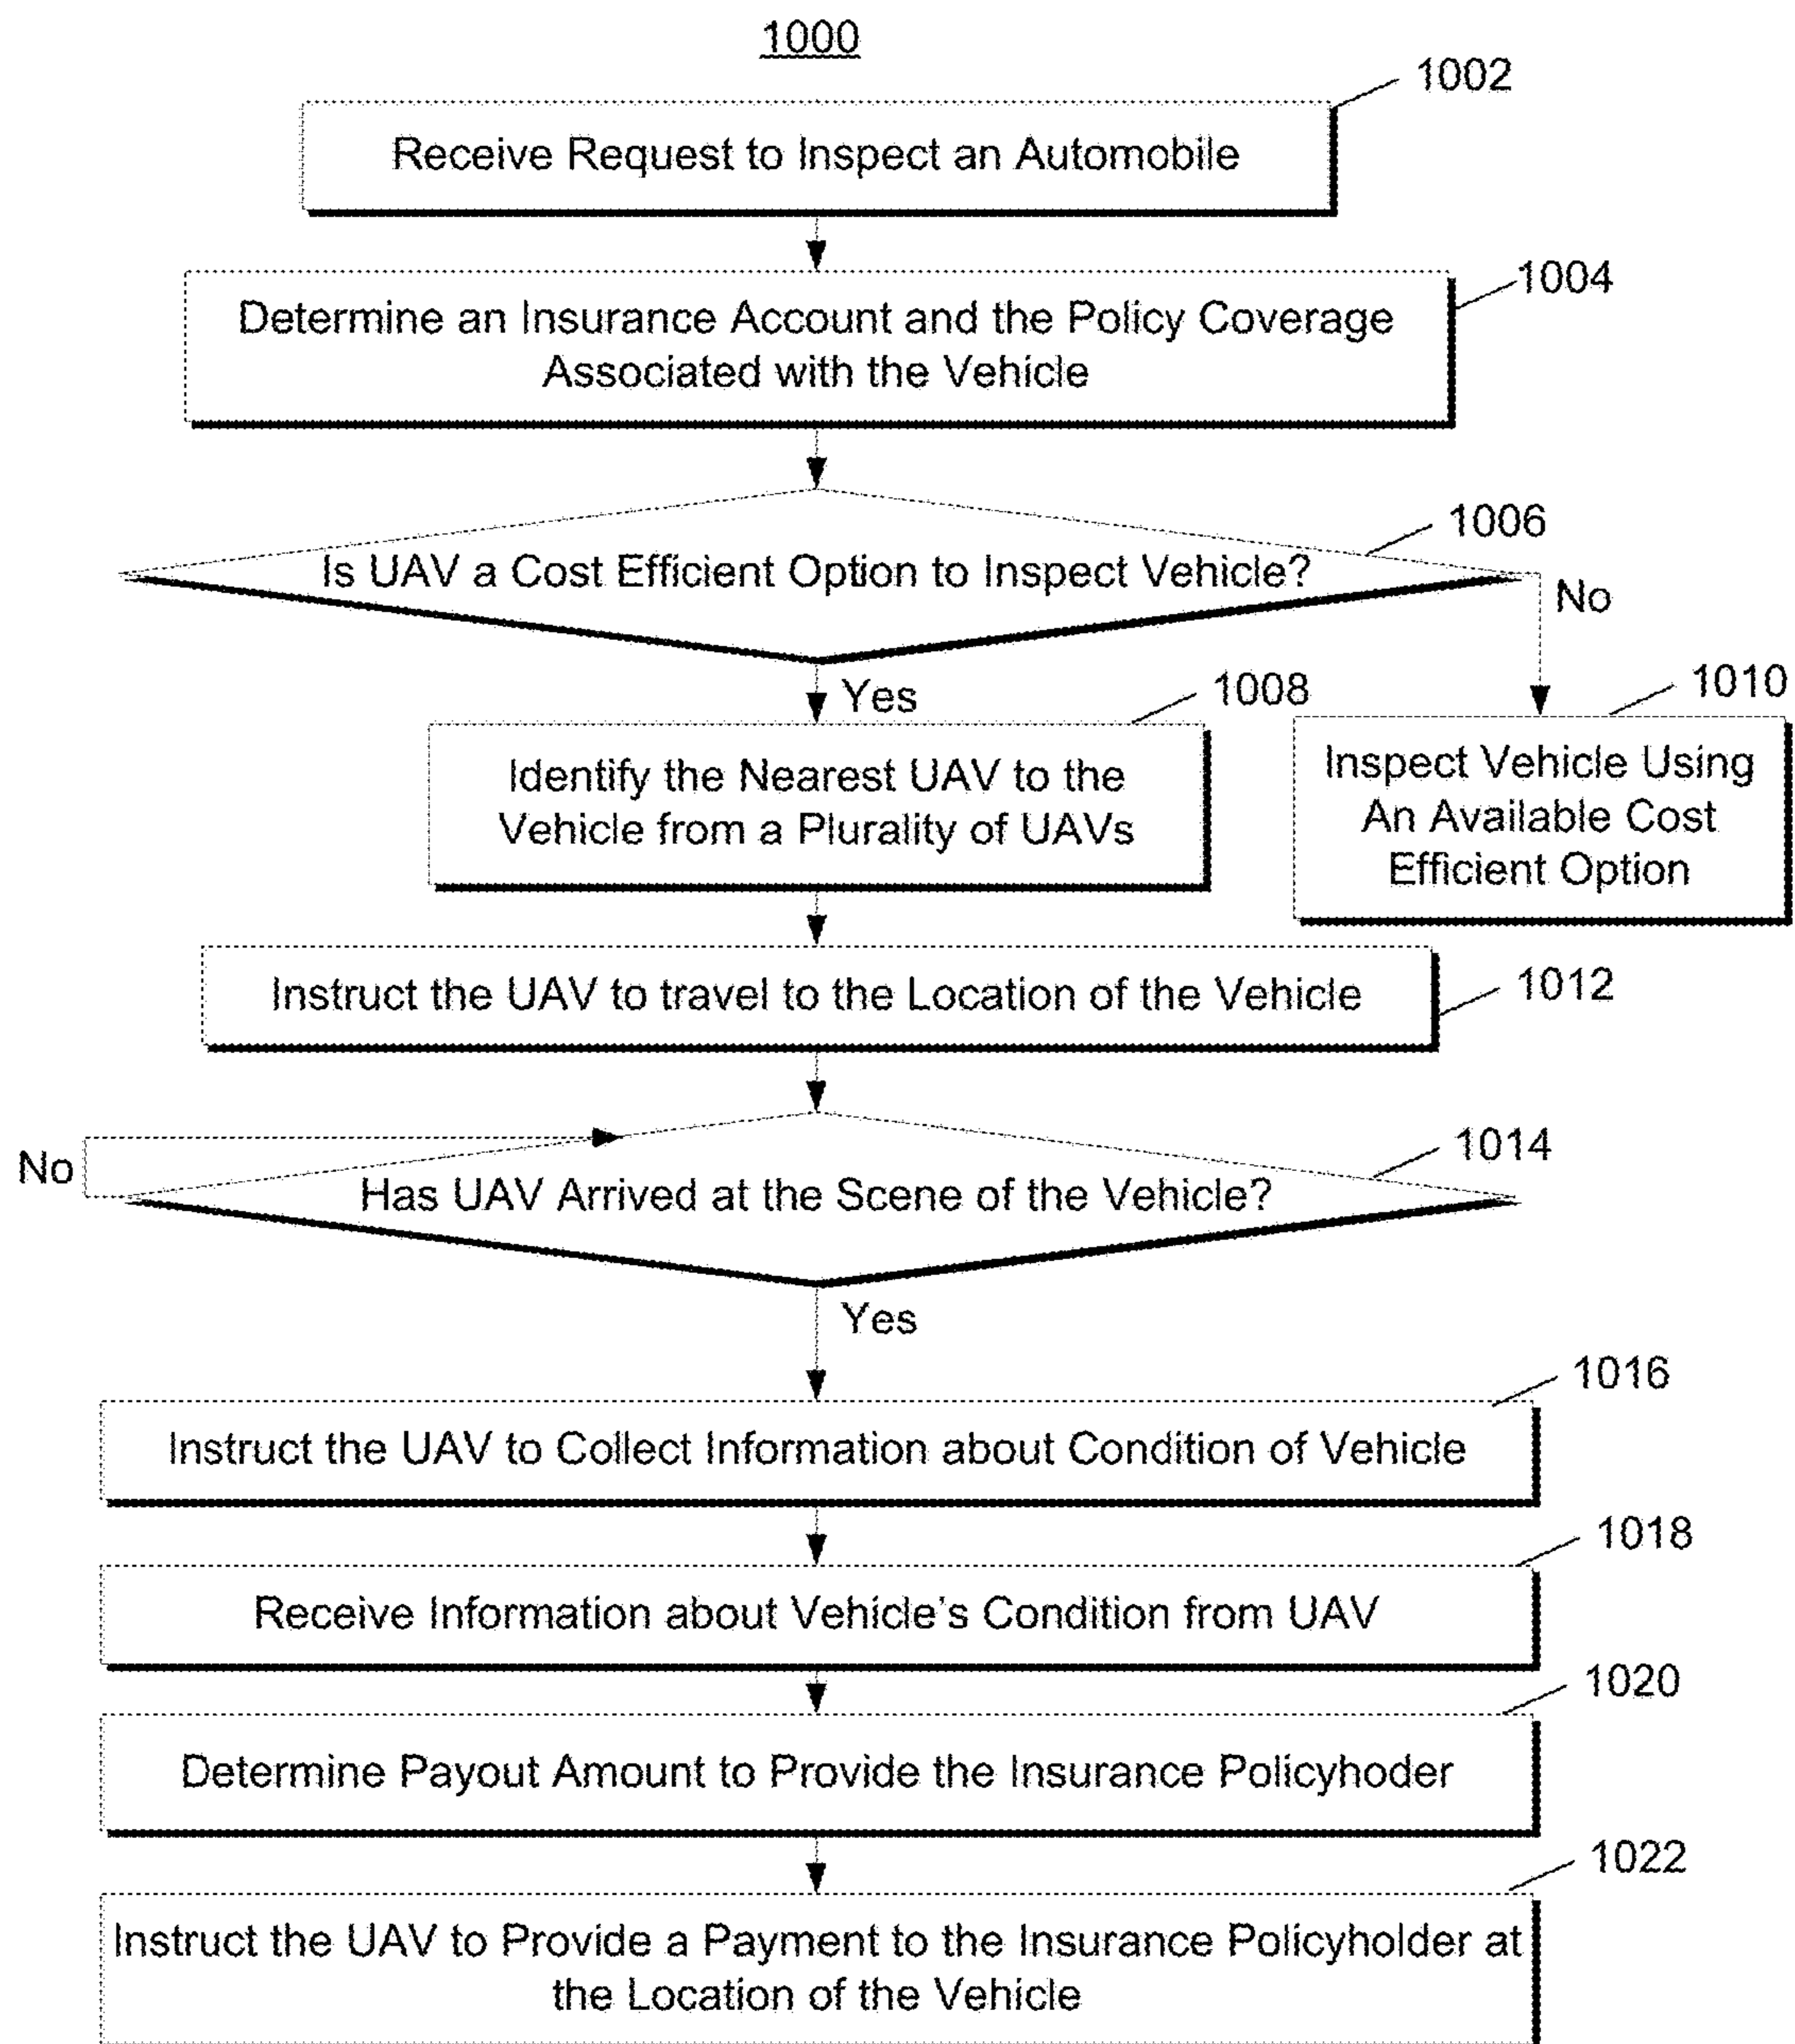 1000
1002
Receive Request to Inspect an Automobile
1004
Determine an Insurance Account and the Policy Coverage
Associated with the Vehicle
1006
Is UAV a Cost Efficient Option to Inspect Vehicle?
No
Yes
1008
Identify the Nearest UAV to the
Vehicle from a Plurality of UAVs
1010
Inspect Vehicle Using
An Available Cost
Efficient Option
Instruct the UAV to travel to the Location of the Vehicle
1012
1014
No
Has UAV Arrived at the Scene of the Vehicle?
Yes
1016
Instruct the UAV to Collect Information about Condition of Vehicle
1018
Receive Information about Vehicle's Condition from UAV
1020
Determine Payout Amount to Provide the Insurance Policyhoder
1022
Instruct the UAV to Provide a Payment to the Insurance Policyholder at
the Location of the Vehicle